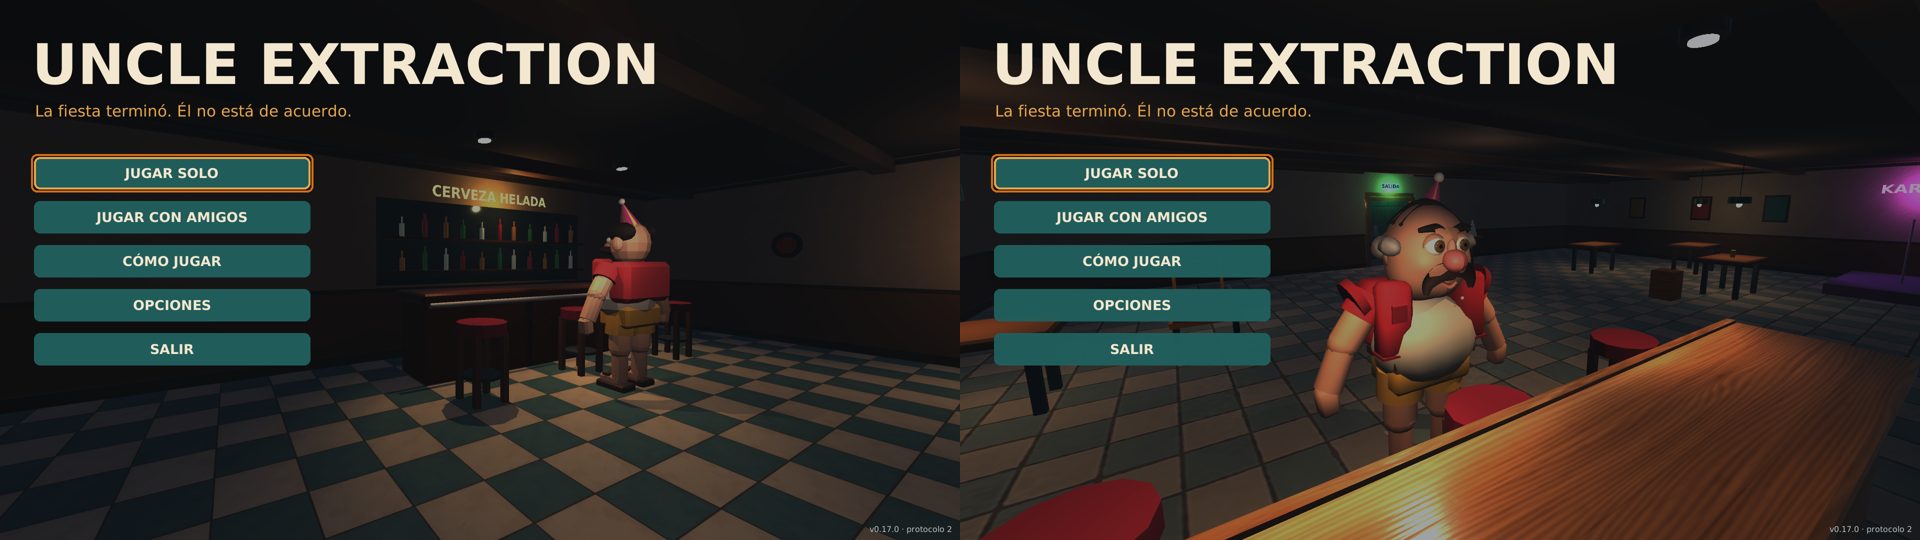 UNCLE EXTRACTION
La fiesta terminó. Él no está de acuerdo.
JUGAR SOLO
JUGAR CON AMIGOS
CÓMO JUGAR
OPCIONES
SALIR
CERVEZA HELADA
v0.17.0 · protocolo 2
UNCLE EXTRACTION
La fiesta terminó. Él no está de acuerdo.
JUGAR SOLO
JUGAR CON AMIGOS
CÓMO JUGAR
OPCIONES
SALIR
SALIDA
KAR
v0.17.0 · protocolo 2